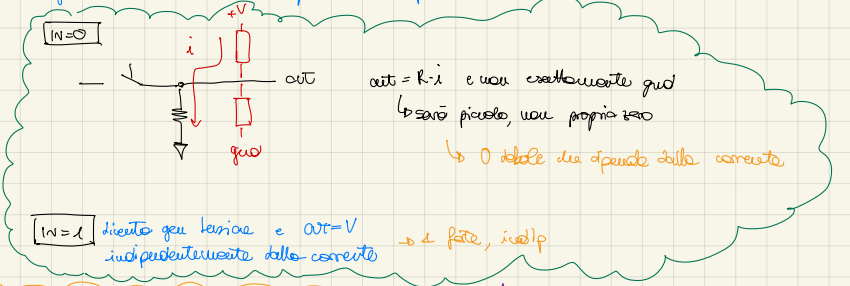 +V
IN=0
i
out
gnd
out = R·i e non esattamente gnd
↳ sarà piccolo, non proprio zero
↳ 0 debole che dipende dalla corrente
IN=1
diventa gen tensione e out=V
indipendentemente dalla corrente
→ 1 forte,